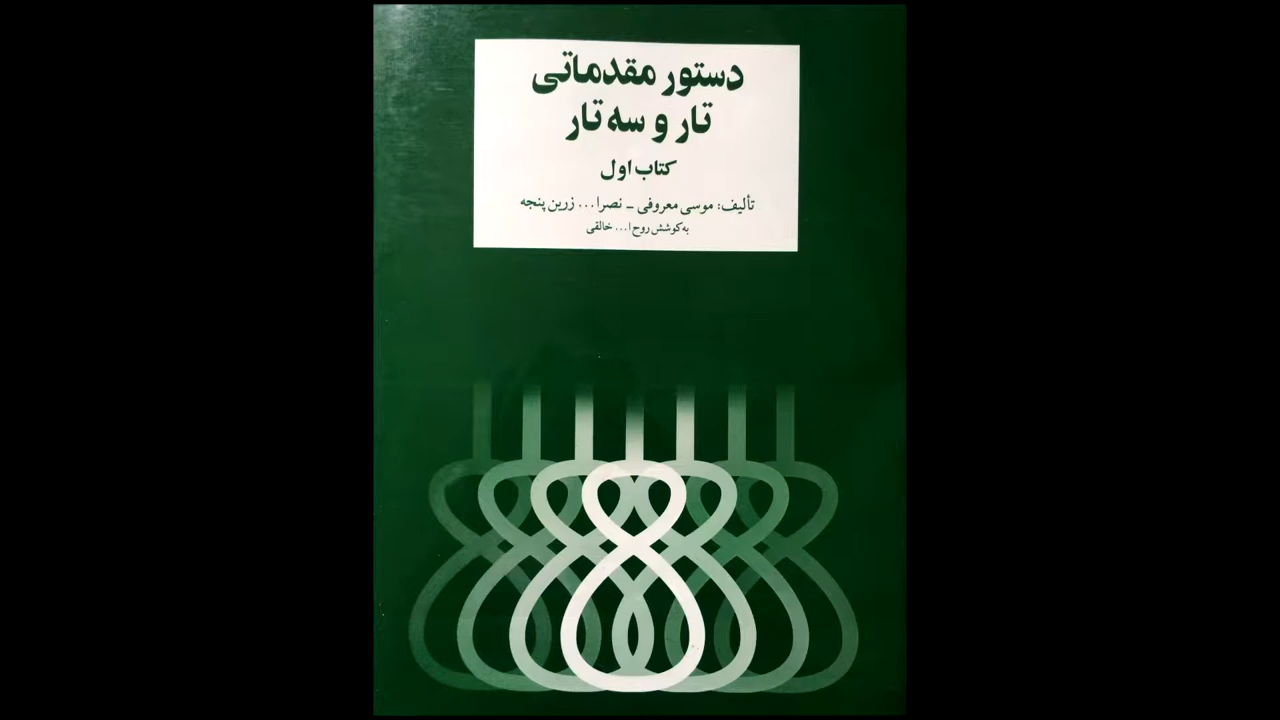 دستور مقدماتی
تار و سه تار
کتاب اول
تألیف: موسی معروفی ـ نصرا... زرین پنجه
به کوشش روح ا... خالقی